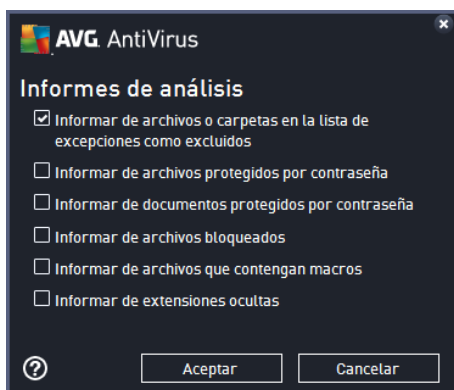 AVG AntiVirus
Informes de análisis
Informar de archivos o carpetas en la lista de
excepciones como excluidos
Informar de archivos protegidos por contraseña
Informar de documentos protegidos por contraseña
Informar de archivos bloqueados
Informar de archivos que contengan macros
Informar de extensiones ocultas
?
Aceptar
Cancelar